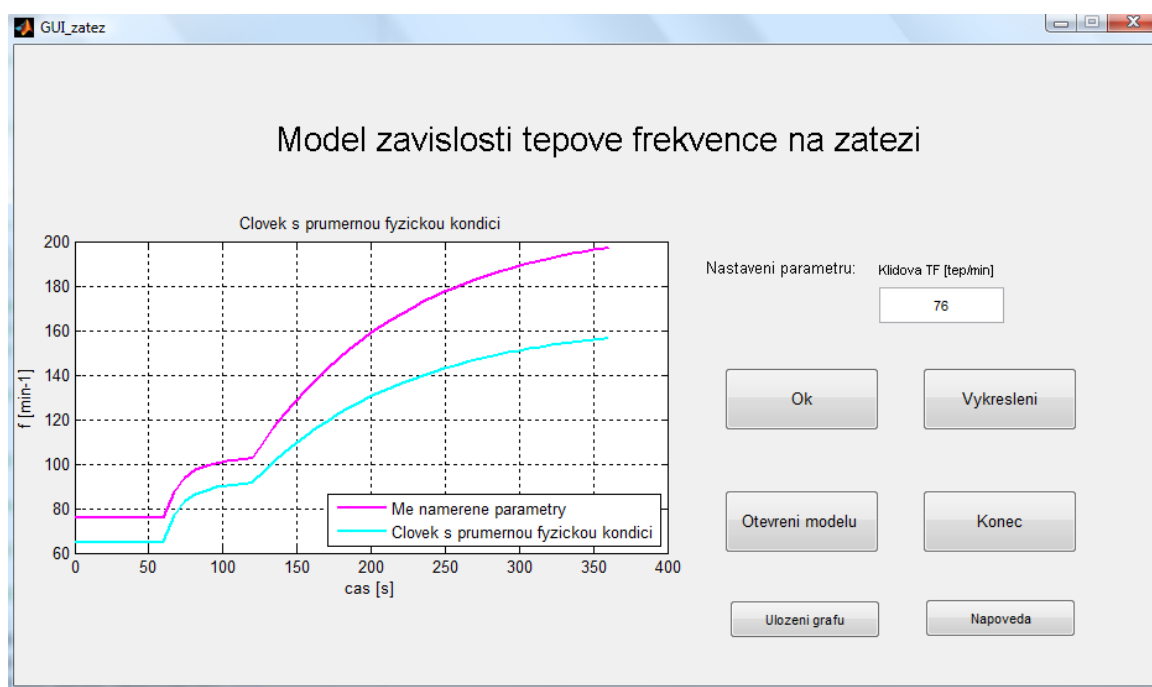 GUI_zatez
Model zavislosti tepove frekvence na zatezi
Clovek s prumernou fyzickou kondici
200
180
160
140
120
100
80
60
f [min-1]
0 50 100 150 200 250 300 350 400
cas [s]
Me namerene parametry
Clovek s prumernou fyzickou kondici
Nastaveni parametru:
Klidova TF [tep/min]
76
Ok
Vykresleni
Otevreni modelu
Konec
Ulozeni grafu
Napoveda